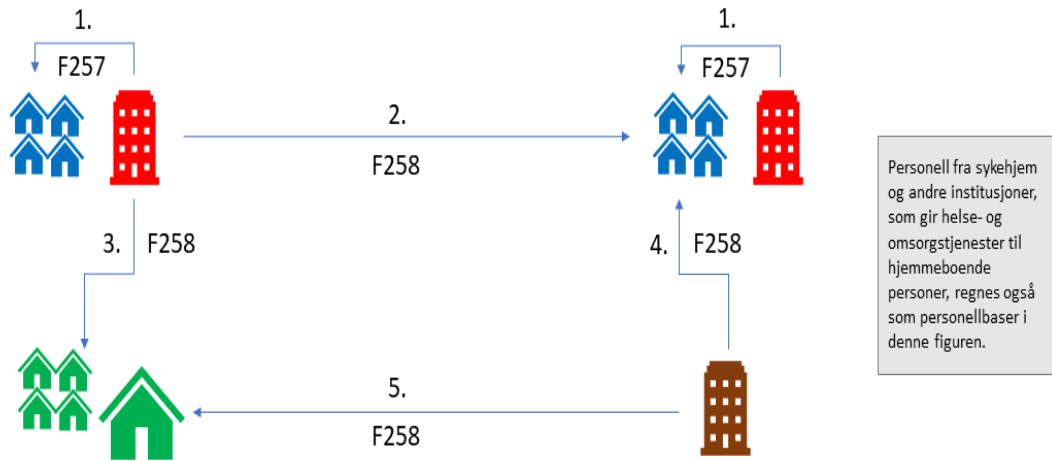 1.
F257
1.
F257
2.
F258
3.
F258
4.
F258
5.
F258
Personell fra sykehjem
og andre institusjoner,
som gir helse- og
omsorgstjenester til
hjemmeboende
personer, regnes også
som personellbaser i
denne figuren.